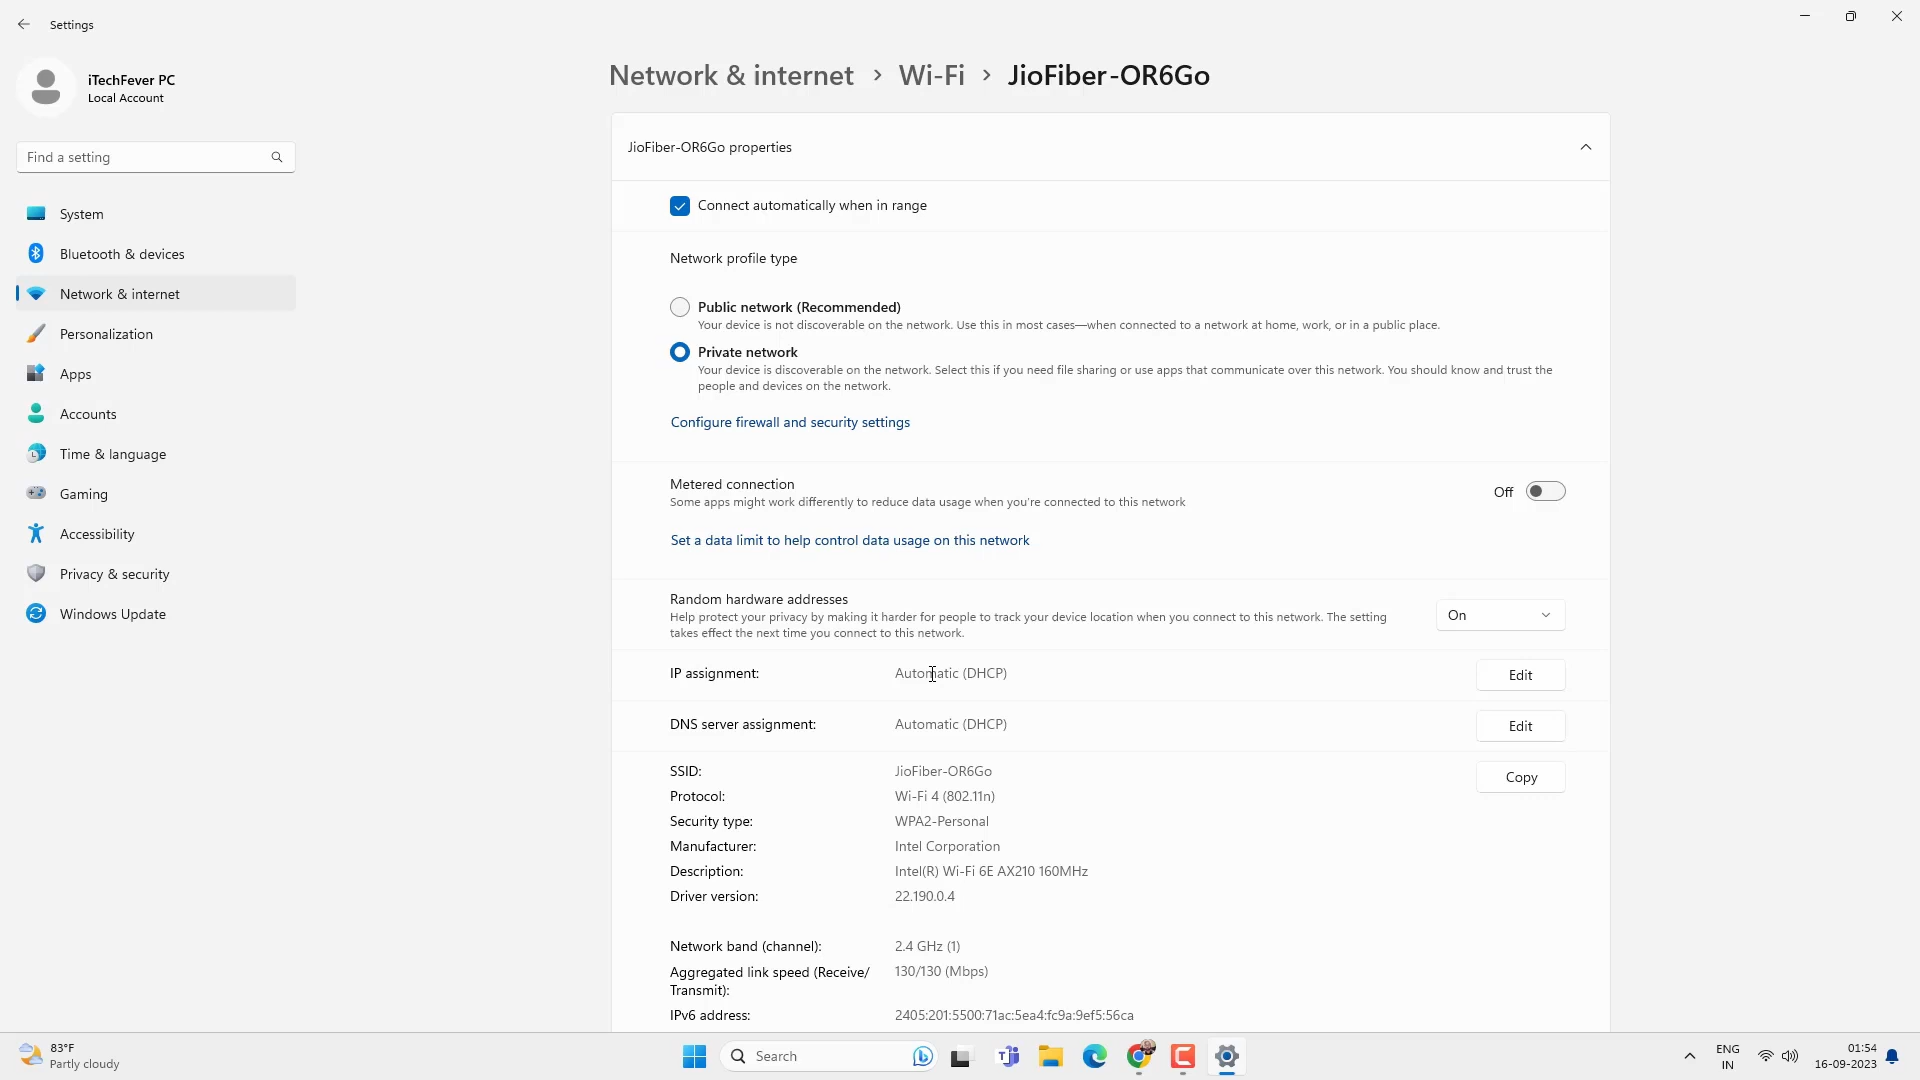 Settings
iTechFever PC
Local Account
Find a setting
System
Bluetooth & devices
Network & internet
Personalization
Apps
Accounts
Time & language
Gaming
Accessibility
Privacy & security
Windows Update
Network & internet > Wi-Fi > JioFiber-OR6Go
JioFiber-OR6Go properties
Connect automatically when in range
Network profile type
Public network (Recommended)
Your device is not discoverable on the network. Use this in most cases—when connected to a network at home, work, or in a public place.
Private network
Your device is discoverable on the network. Select this if you need file sharing or use apps that communicate over this network. You should know and trust the
people and devices on the network.
Configure firewall and security settings
Metered connection
Some apps might work differently to reduce data usage when you're connected to this network
Off
Set a data limit to help control data usage on this network
Random hardware addresses
Help protect your privacy by making it harder for people to track your device location when you connect to this network. The setting
takes effect the next time you connect to this network.
On
IP assignment: Automatic (DHCP) Edit
DNS server assignment: Automatic (DHCP) Edit
SSID: JioFiber-OR6Go Copy
Protocol: Wi-Fi 4 (802.11n)
Security type: WPA2-Personal
Manufacturer: Intel Corporation
Description: Intel(R) Wi-Fi 6E AX210 160MHz
Driver version: 22.190.0.4
Network band (channel): 2.4 GHz (1)
Aggregated link speed (Receive/ 130/130 (Mbps)
Transmit):
IPv6 address: 2405:201:5500:71ac:5ea4:fc9a:9ef5:56ca
83°F
Partly cloudy
Search
ENG
IN
01:54
16-09-2023